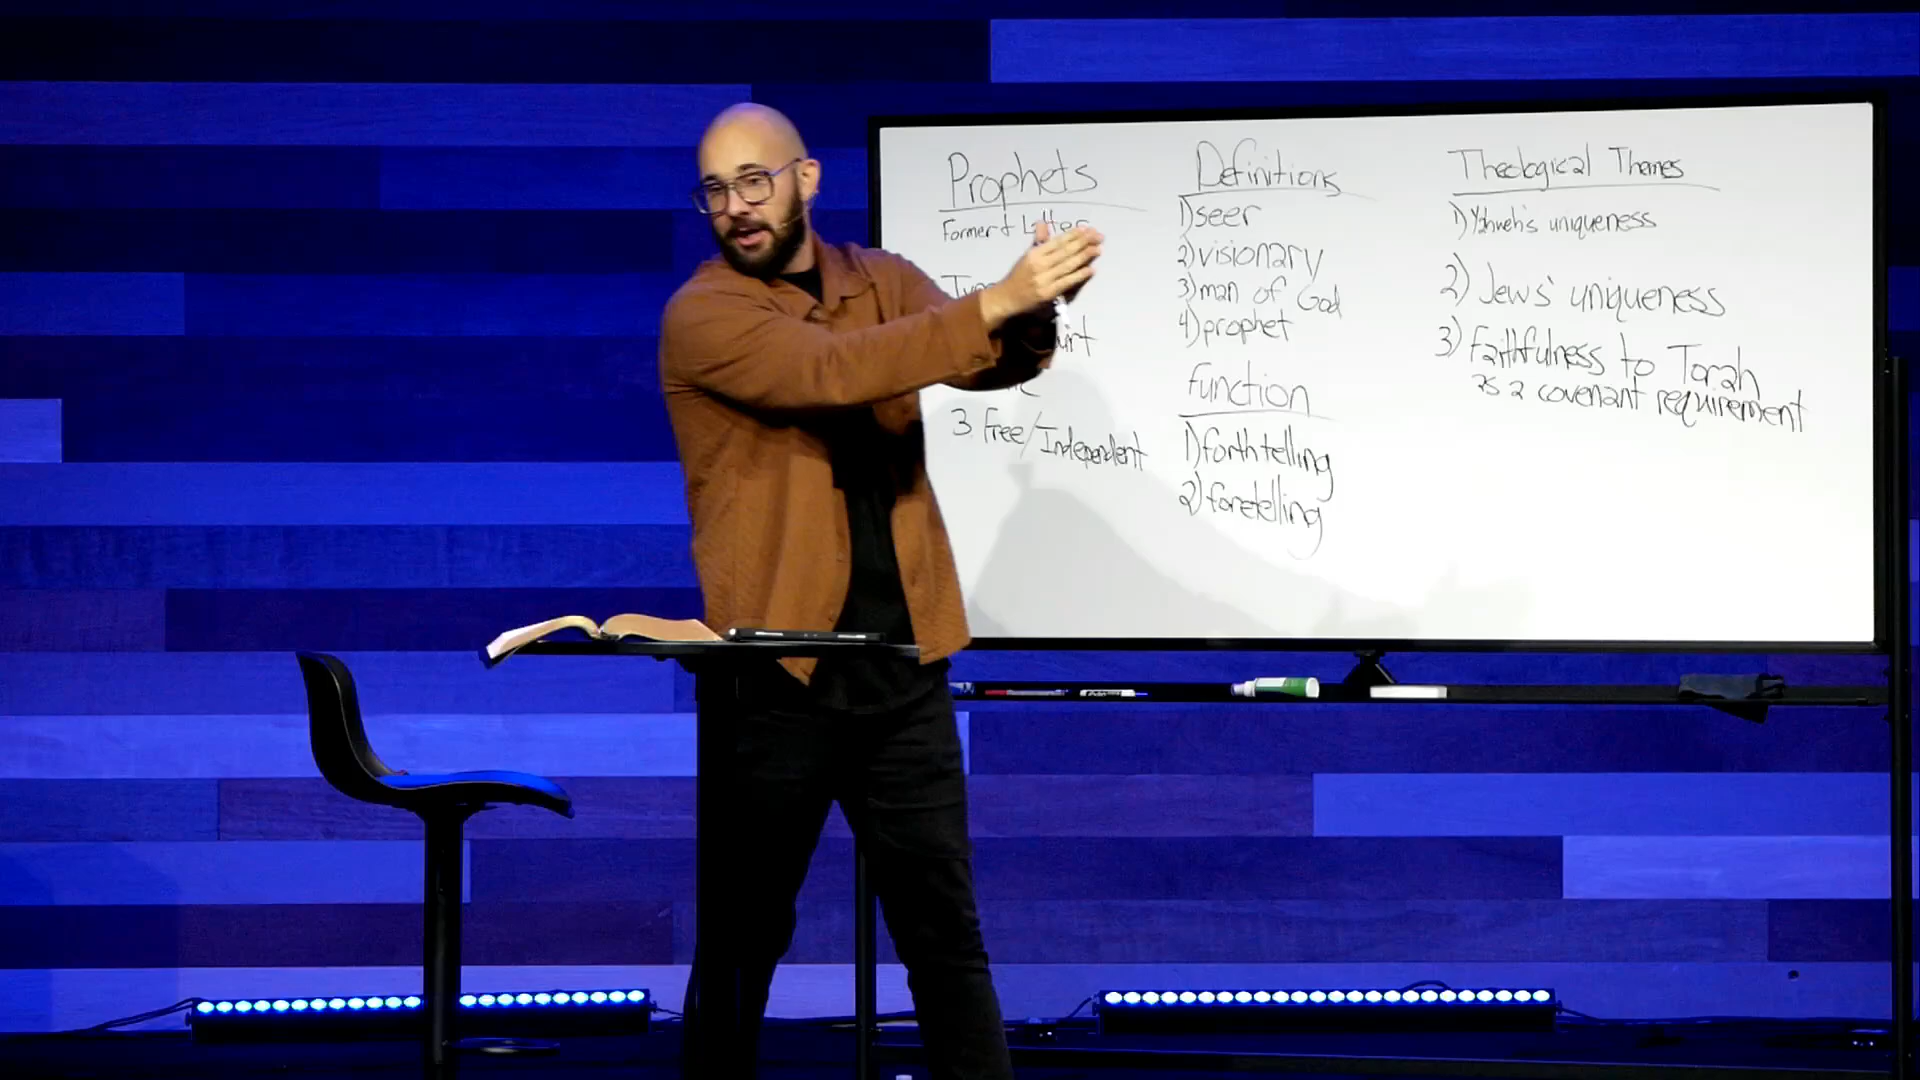 Prophets
Former & Latter
3. Free/Independent
Definitions
1) seer
2) visionary
3) man of God
4) prophet
Function
1) forthtelling
2) foretelling
Theological Themes
1) Yahweh's uniqueness
2) Jews' uniqueness
3) Faithfulness to Torah
as a covenant requirement